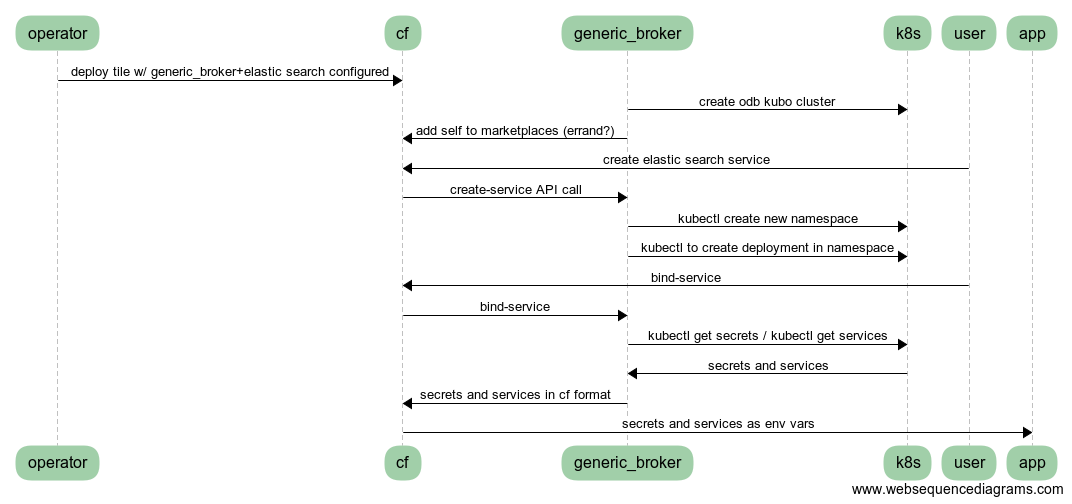 operator
cf
generic_broker
k8s
user
app
deploy tile w/ generic_broker+elastic search configured
create odb kubo cluster
add self to marketplaces (errand?)
create elastic search service
create-service API call
kubectl create new namespace
kubectl to create deployment in namespace
bind-service
bind-service
kubectl get secrets / kubectl get services
secrets and services
secrets and services in cf format
secrets and services as env vars
operator
cf
generic_broker
k8s
user
app
www.websequencediagrams.com